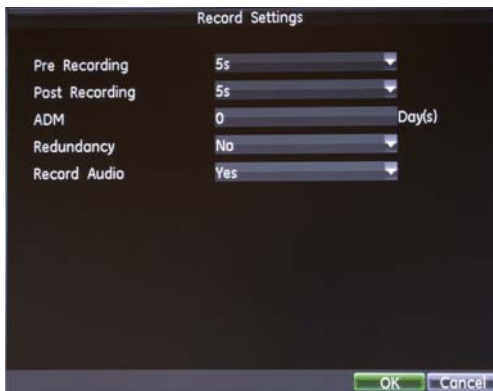 Record Settings
Pre Recording 5s
Post Recording 5s
ADM 0 Day(s)
Redundancy No
Record Audio Yes
OK Cancel